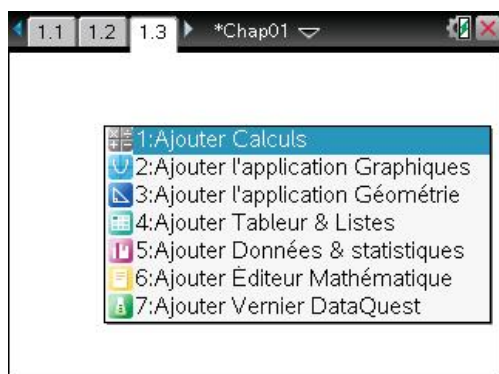 1.1 1.2 1.3 *Chap01
1:Ajouter Calculs
2:Ajouter l'application Graphiques
3:Ajouter l'application Géométrie
4:Ajouter Tableur & Listes
5:Ajouter Données & statistiques
6:Ajouter Éditeur Mathématique
7:Ajouter Vernier DataQuest